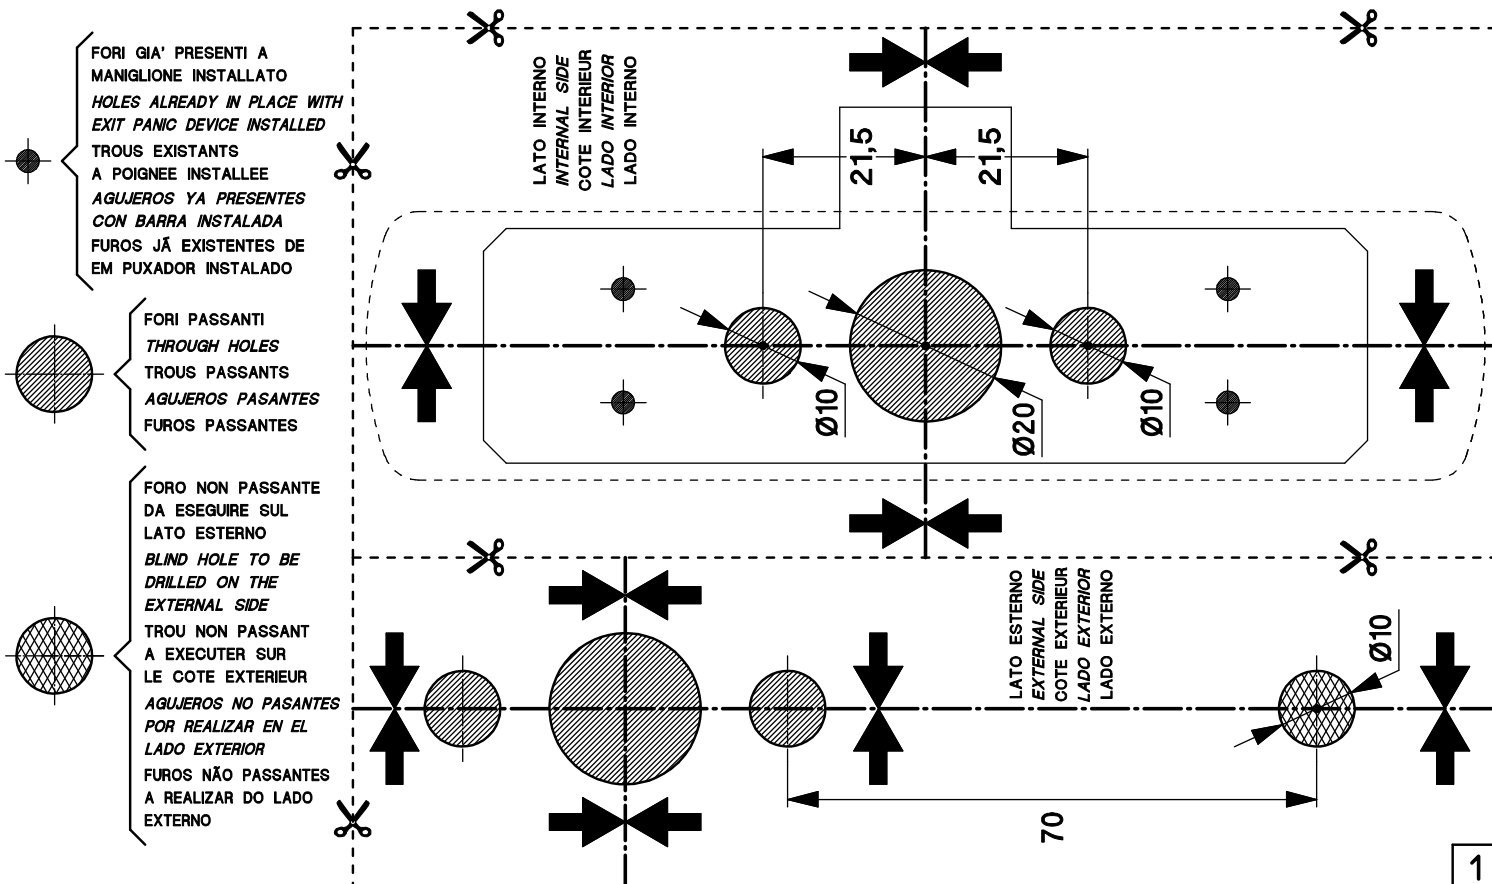 FORI GIA' PRESENTI A
MANIGLIONE INSTALLATO
HOLES ALREADY IN PLACE WITH
EXIT PANIC DEVICE INSTALLED
TROUS EXISTANTS
A POIGNEE INSTALLEE
AGUJEROS YA PRESENTES
CON BARRA INSTALADA
FUROS JÃ EXISTENTES DE
EM PUXADOR INSTALADO
FORI PASSANTI
THROUGH HOLES
TROUS PASSANTS
AGUJEROS PASANTES
FUROS PASSANTES
FORO NON PASSANTE
DA ESEGUIRE SUL
LATO ESTERNO
BLIND HOLE TO BE
DRILLED ON THE
EXTERNAL SIDE
TROU NON PASSANT
A EXECUTER SUR
LE COTE EXTERIEUR
AGUJEROS NO PASANTES
POR REALIZAR EN EL
LADO EXTERIOR
FUROS NÃO PASSANTES
A REALIZAR DO LADO
EXTERNO
LATO INTERNO
INTERNAL SIDE
COTE INTERIEUR
LADO INTERIOR
LADO INTERNO
21,5
21,5
Ø10
Ø20
Ø10
LATO ESTERNO
EXTERNAL SIDE
COTE EXTERIEUR
LADO EXTERIOR
LADO EXTERNO
Ø10
70
1